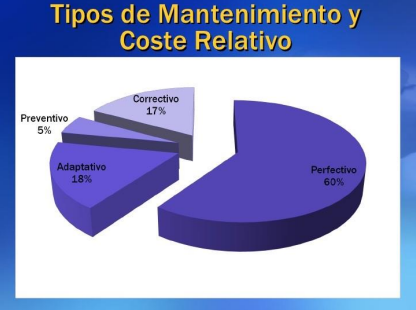 Tipos de Mantenimiento y
Coste Relativo
Correctivo
17%
Preventivo
5%
Adaptativo
18%
Perfectivo
60%